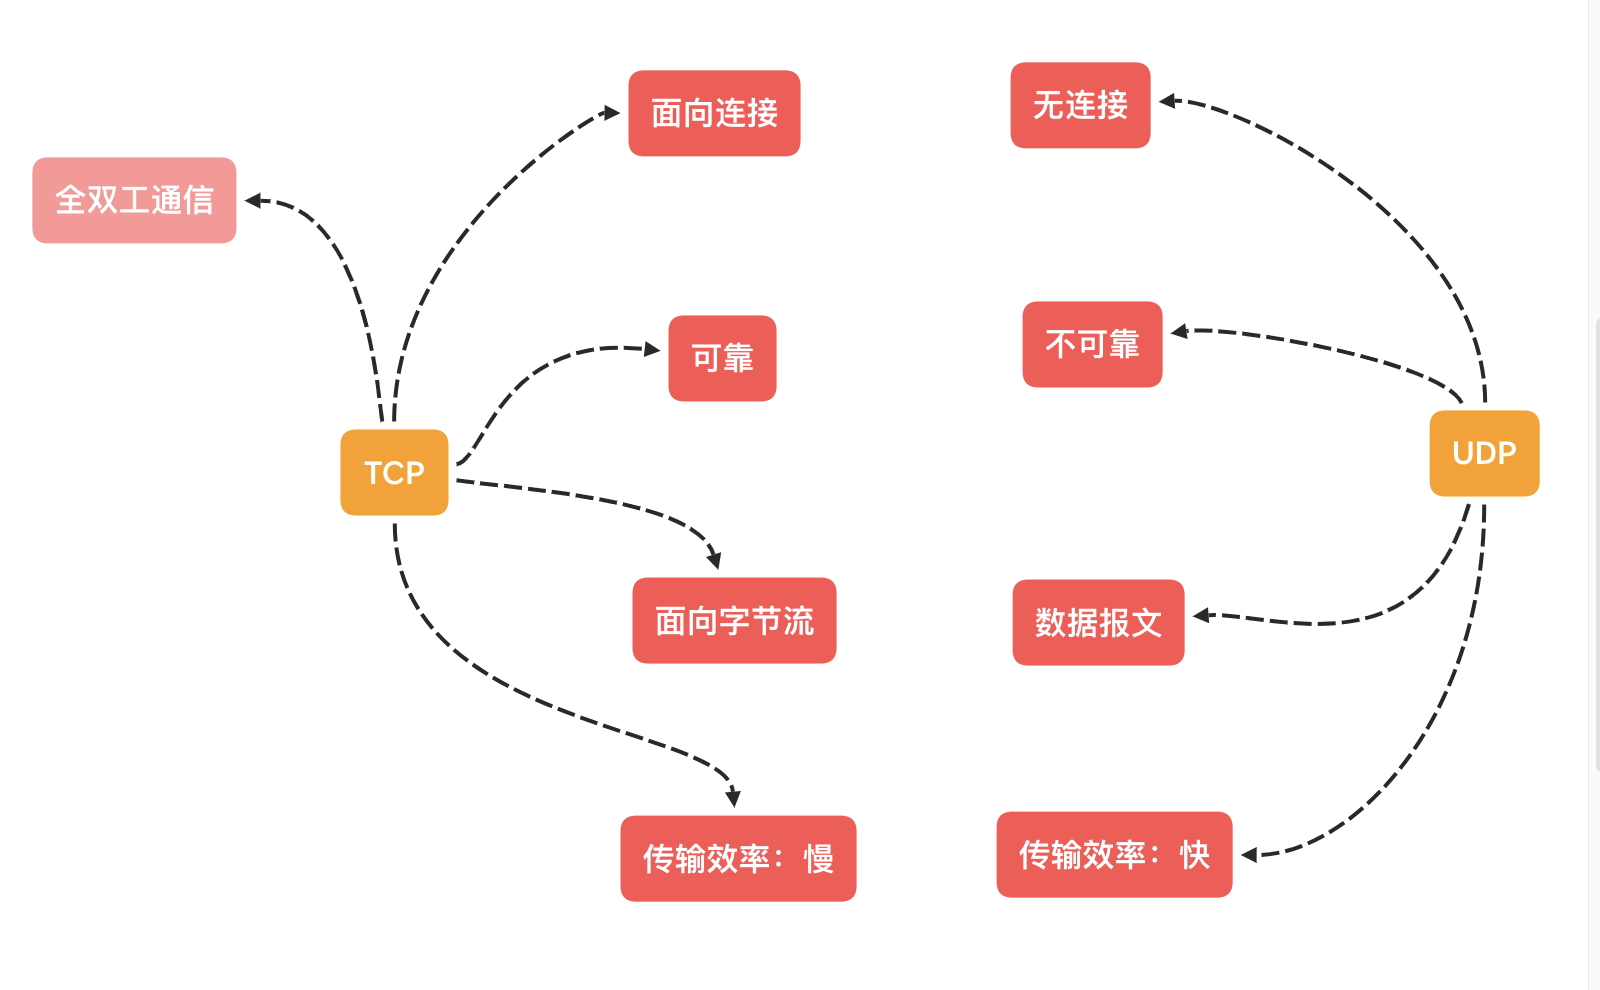 面向连接
无连接
全双工通信
可靠
不可靠
TCP
UDP
面向字节流
数据报文
传输效率：慢
传输效率：快